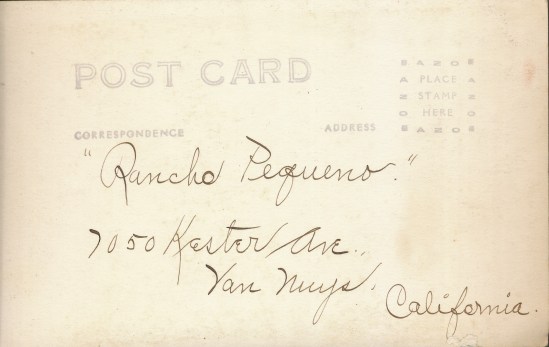 POST CARD
AZO
PLACE
STAMP
HERE
AZO
CORRESPONDENCE ADDRESS
"Rancho Pequeno."
7050 Kester Ave.,
Van Nuys,
California.